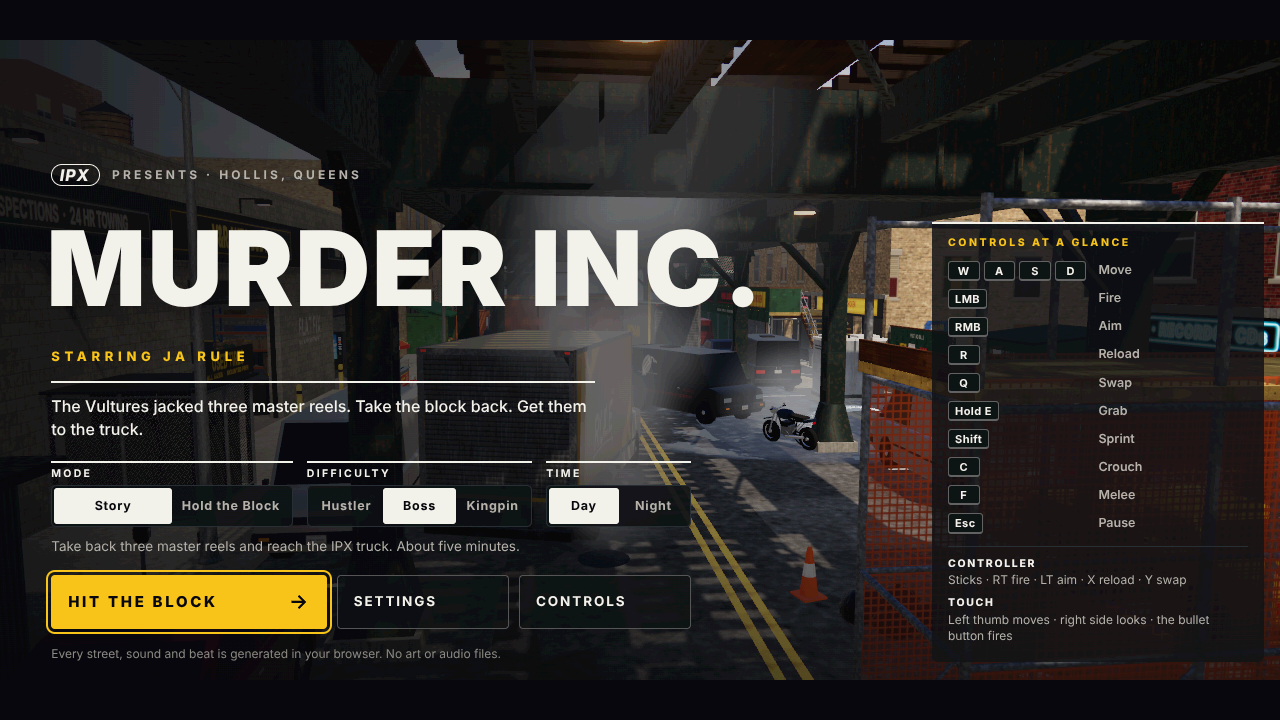 IPX PRESENTS · HOLLIS, QUEENS
MURDER INC.
STARRING JA RULE
The Vultures jacked three master reels. Take the block back. Get them
to the truck.
MODE
Story Hold the Block
DIFFICULTY
Hustler Boss Kingpin
TIME
Day Night
Take back three master reels and reach the IPX truck. About five minutes.
HIT THE BLOCK →
SETTINGS
CONTROLS
Every street, sound and beat is generated in your browser. No art or audio files.
CONTROLS AT A GLANCE
W A S D Move
LMB Fire
RMB Aim
R Reload
Q Swap
Hold E Grab
Shift Sprint
C Crouch
F Melee
Esc Pause
CONTROLLER
Sticks · RT fire · LT aim · X reload · Y swap
TOUCH
Left thumb moves · right side looks · the bullet
button fires
24 HR TOWING